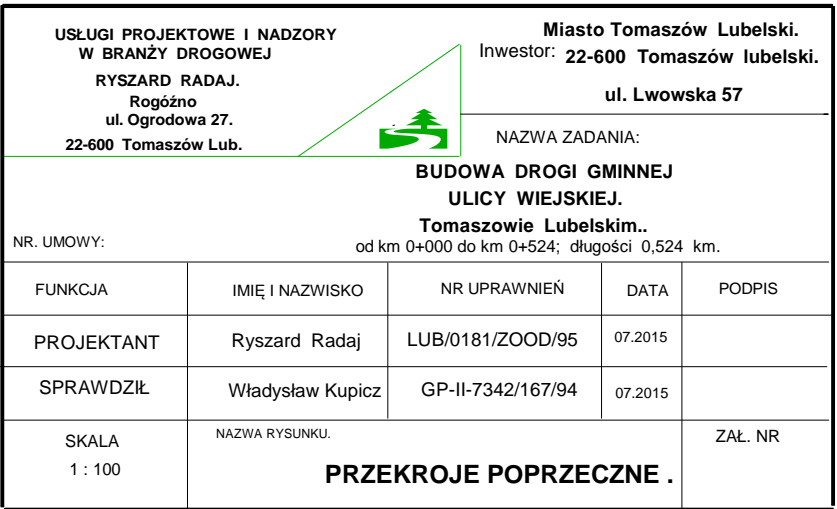 USŁUGI PROJEKTOWE I NADZORY
W BRANŻY DROGOWEJ
RYSZARD RADAJ.
Rogóźno
ul. Ogrodowa 27.
22-600 Tomaszów Lub.
Miasto Tomaszów Lubelski.
Inwestor: 22-600 Tomaszów lubelski.
ul. Lwowska 57
NAZWA ZADANIA:
BUDOWA DROGI GMINNEJ
ULICY WIEJSKIEJ.
Tomaszowie Lubelskim..
NR. UMOWY:
od km 0+000 do km 0+524; długości 0,524 km.
FUNKCJA IMIĘ I NAZWISKO NR UPRAWNIEŃ DATA PODPIS
PROJEKTANT Ryszard Radaj LUB/0181/ZOOD/95 07.2015
SPRAWDZIŁ Władysław Kupicz GP-II-7342/167/94 07.2015
SKALA
1 : 100
NAZWA RYSUNKU.
PRZEKROJE POPRZECZNE .
ZAŁ. NR